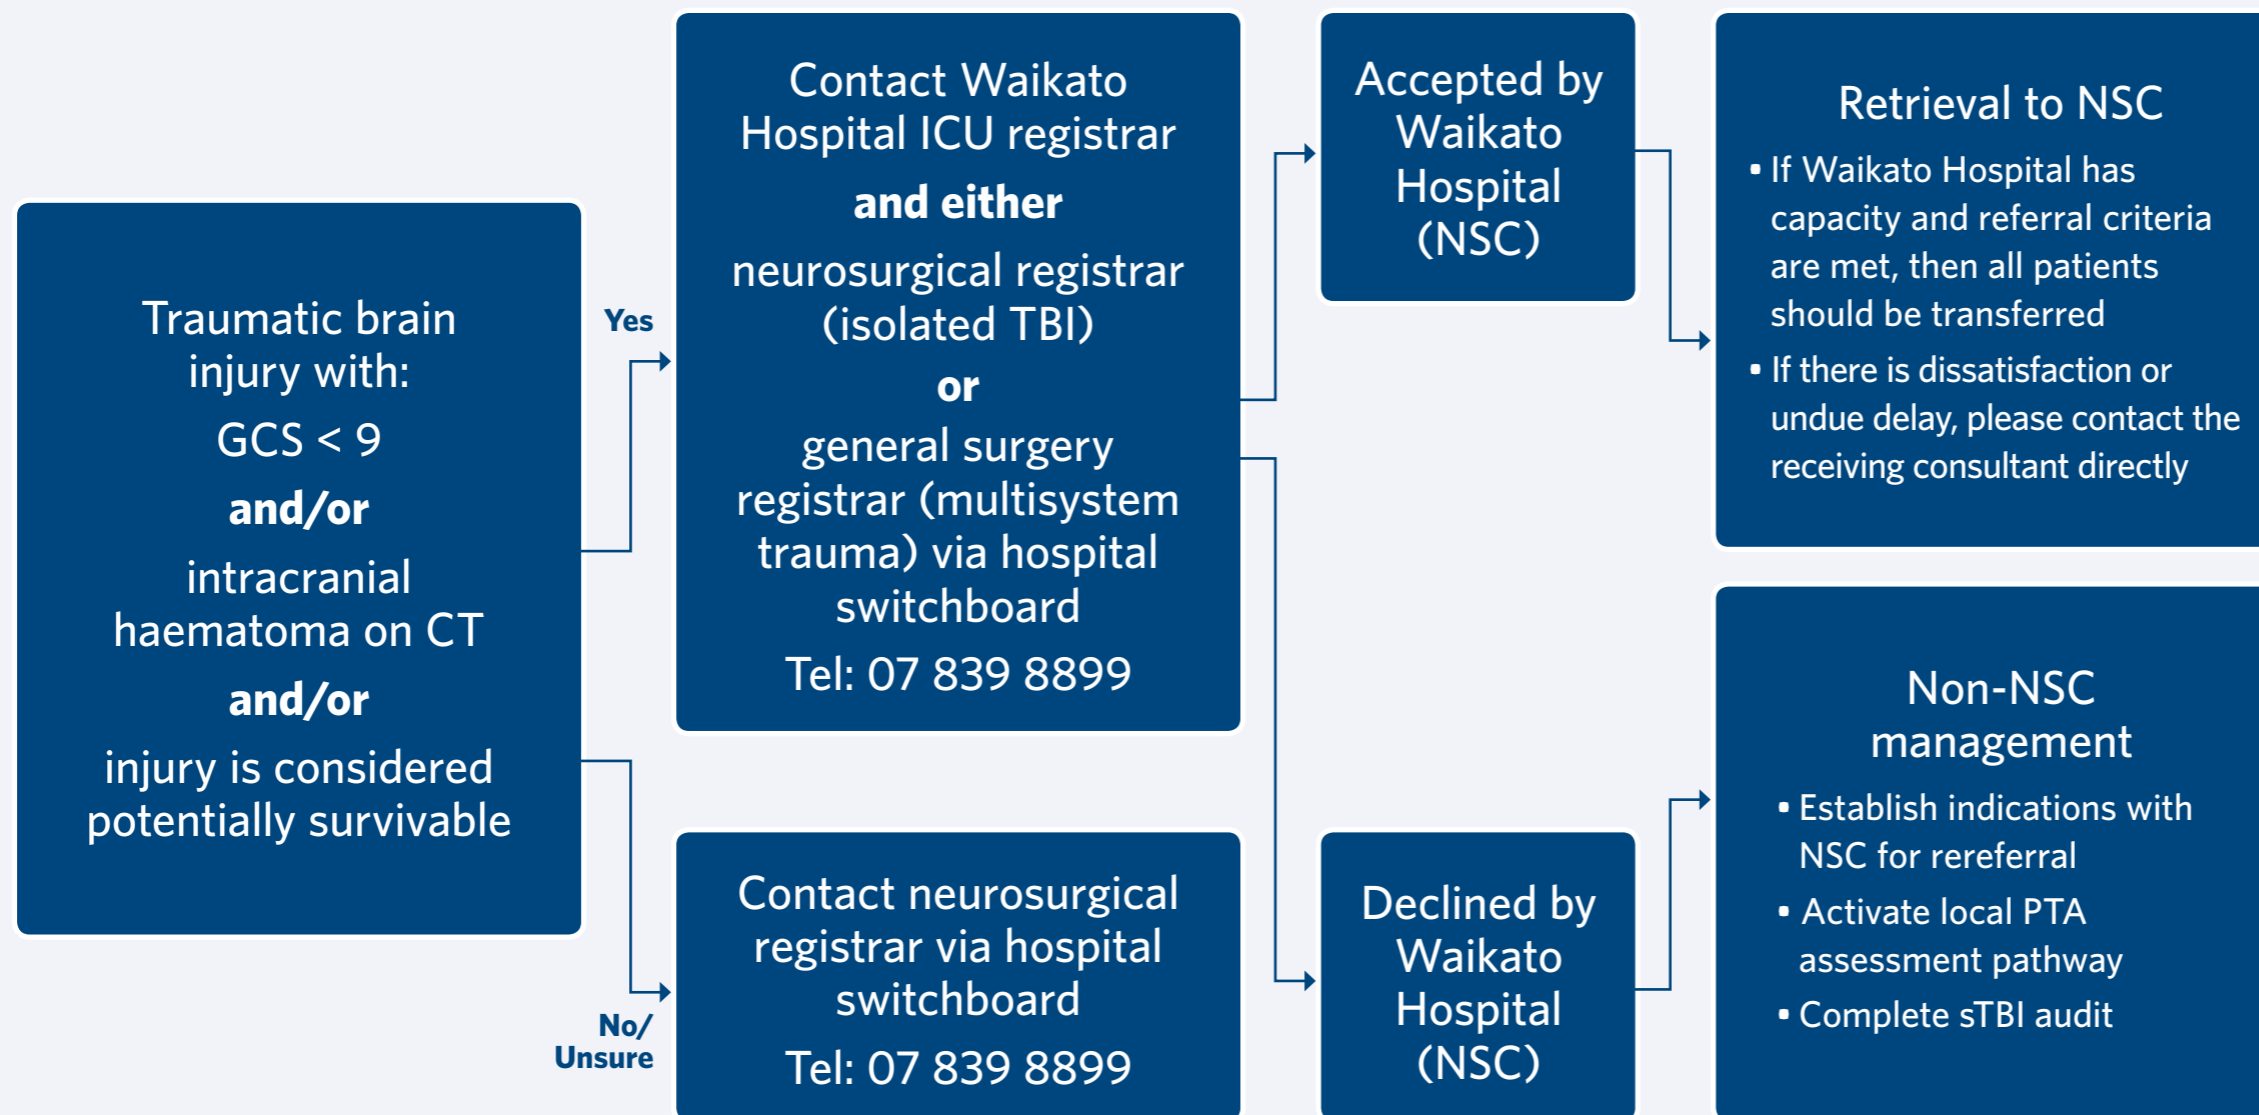 Traumatic brain
injury with:
GCS < 9
and/or
intracranial
haematoma on CT
and/or
injury is considered
potentially survivable
Yes
Contact Waikato
Hospital ICU registrar
and either
neurosurgical registrar
(isolated TBI)
or
general surgery
registrar (multisystem
trauma) via hospital
switchboard
Tel: 07 839 8899
No/
Unsure
Contact neurosurgical
registrar via hospital
switchboard
Tel: 07 839 8899
Accepted by
Waikato
Hospital
(NSC)
Declined by
Waikato
Hospital
(NSC)
Retrieval to NSC
▪ If Waikato Hospital has
capacity and referral criteria
are met, then all patients
should be transferred
▪ If there is dissatisfaction or
undue delay, please contact the
receiving consultant directly
Non-NSC
management
▪ Establish indications with
NSC for rereferral
▪ Activate local PTA
assessment pathway
▪ Complete sTBI audit